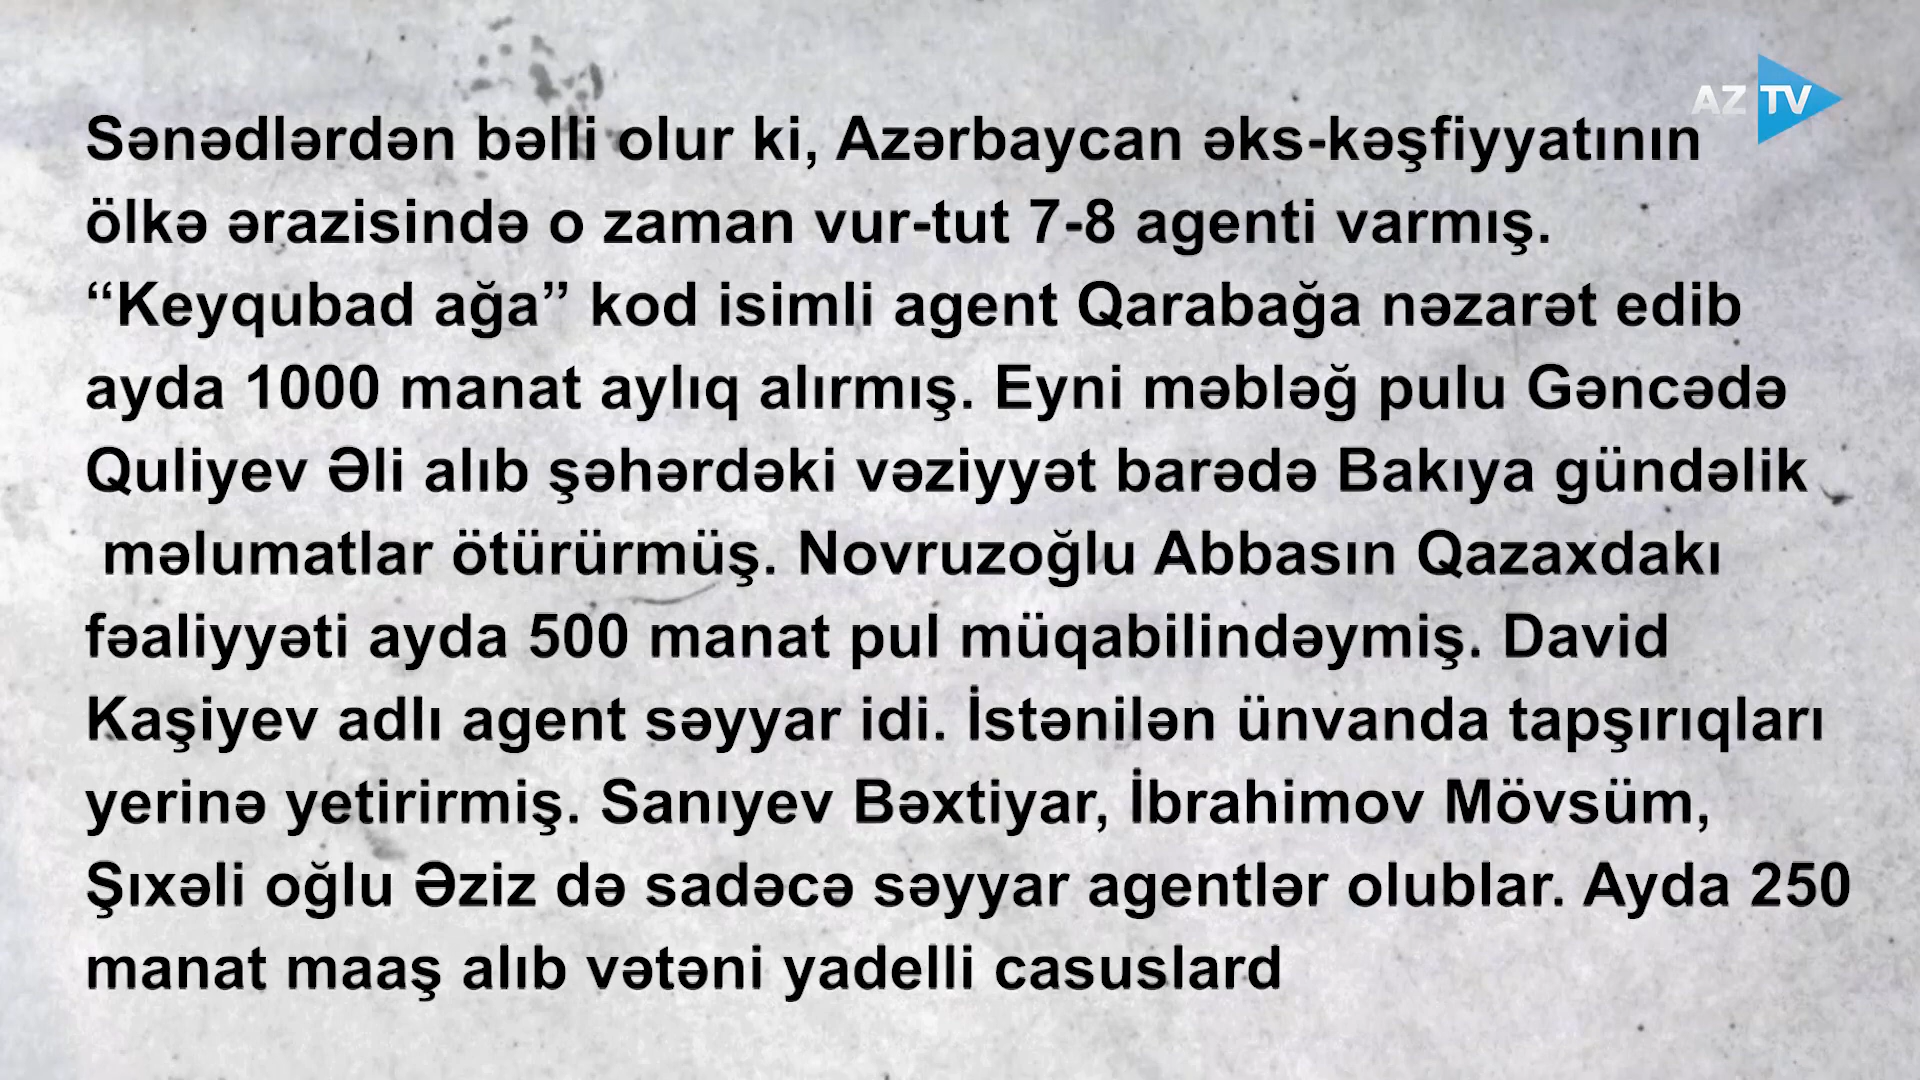 AZTV
Sənədlərdən bəlli olur ki, Azərbaycan əks-kəşfiyyatının
ölkə ərazisində o zaman vur-tut 7-8 agenti varmış.
“Keyqubad ağa” kod isimli agent Qarabağa nəzarət edib
ayda 1000 manat aylıq alırmış. Eyni məbləğ pulu Gəncədə
Quliyev Əli alıb şəhərdəki vəziyyət barədə Bakıya gündəlik
məlumatlar ötürürmüş. Novruzoğlu Abbasın Qazaxdakı
fəaliyyəti ayda 500 manat pul müqabilindəymiş. David
Kaşiyev adlı agent səyyar idi. İstənilən ünvanda tapşırıqları
yerinə yetirirmiş. Sanıyev Bəxtiyar, İbrahimov Mövsüm,
Şıxəli oğlu Əziz də sadəcə səyyar agentlər olublar. Ayda 250
manat maaş alıb vətəni yadelli casuslard